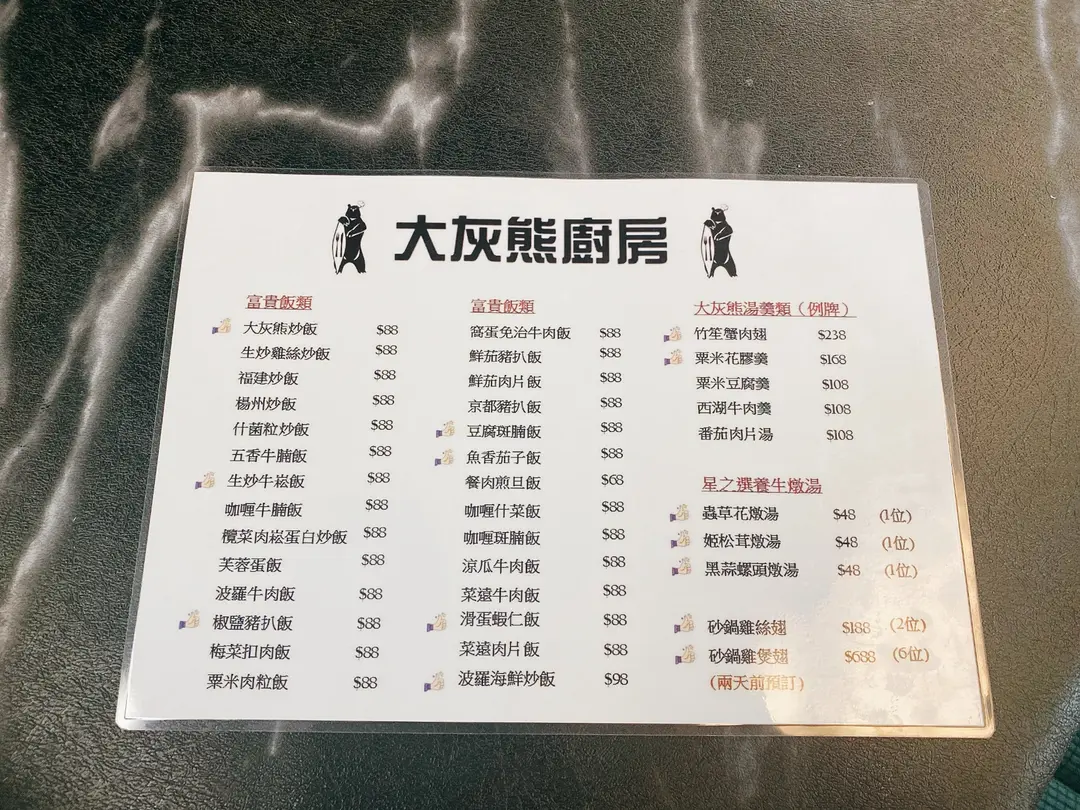 大灰熊廚房
富貴飯類
大灰熊炒飯 $88
生炒雞絲炒飯 $88
福建炒飯 $88
楊州炒飯 $88
什菌粒炒飯 $88
五香牛腩飯 $88
生炒牛崧飯 $88
咖喱牛腩飯 $88
欖菜肉崧蛋白炒飯 $88
芙蓉蛋飯 $88
波羅牛肉飯 $88
椒鹽豬扒飯 $88
梅菜扣肉飯 $88
粟米肉粒飯 $88
富貴飯類
窩蛋免治牛肉飯 $88
鮮茄豬扒飯 $88
鮮茄肉片飯 $88
京都豬扒飯 $88
豆腐斑腩飯 $88
魚香茄子飯 $88
餐肉煎旦飯 $68
咖喱什菜飯 $88
咖喱斑腩飯 $88
涼瓜牛肉飯 $88
菜遠牛肉飯 $88
滑蛋蝦仁飯 $88
菜遠肉片飯 $88
波羅海鮮炒飯 $98
大灰熊湯羹類（例牌）
竹笙蟹肉翅 $238
粟米花膠羹 $168
粟米豆腐羹 $108
西湖牛肉羹 $108
番茄肉片湯 $108
星之選養牛燉湯
蟲草花燉湯 $48 (1位)
姬松茸燉湯 $48 (1位)
黑蒜螺頭燉湯 $48 (1位)
砂鍋雞絲翅 $188 (2位)
砂鍋雞煲翅 $688 (6位)
(兩天前預訂)